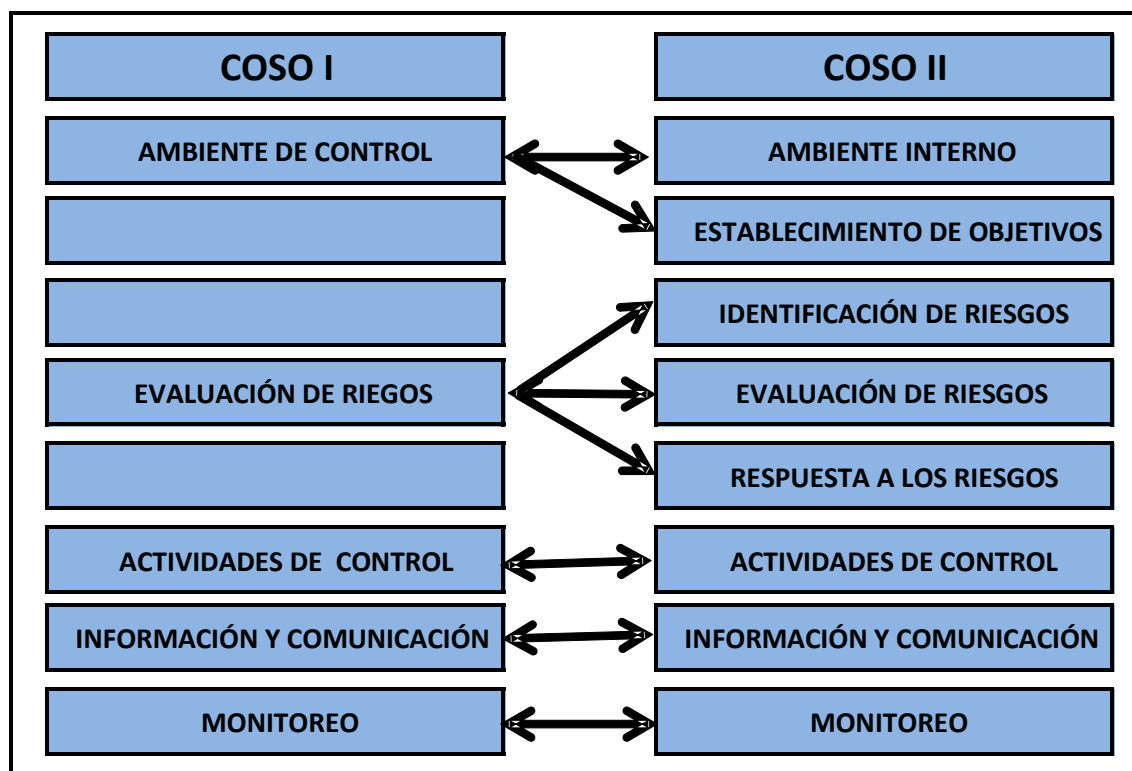 COSO I
COSO II
AMBIENTE DE CONTROL
AMBIENTE INTERNO
ESTABLECIMIENTO DE OBJETIVOS
IDENTIFICACIÓN DE RIESGOS
EVALUACIÓN DE RIEGOS
EVALUACIÓN DE RIESGOS
RESPUESTA A LOS RIESGOS
ACTIVIDADES DE CONTROL
ACTIVIDADES DE CONTROL
INFORMACIÓN Y COMUNICACIÓN
INFORMACIÓN Y COMUNICACIÓN
MONITOREO
MONITOREO